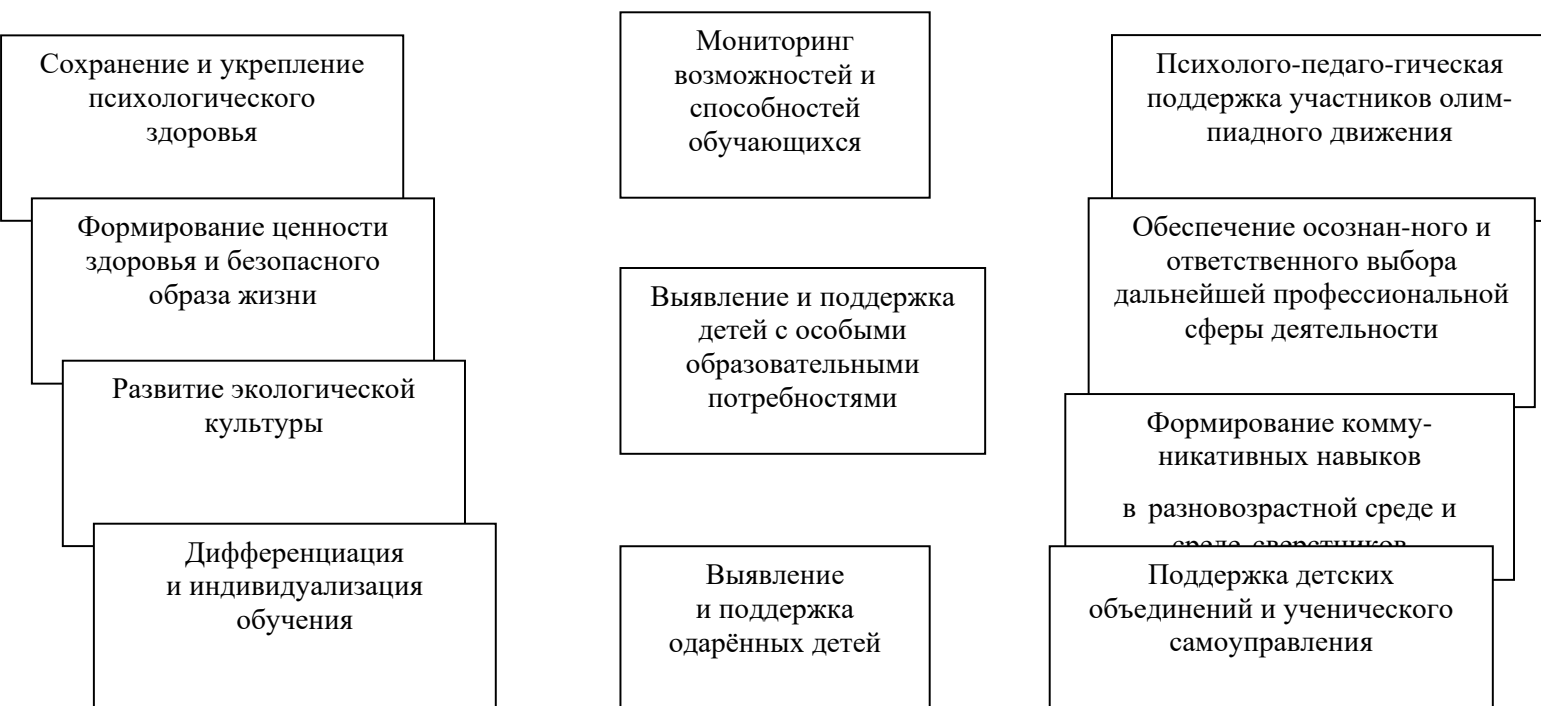 Сохранение и укрепление
психологического
здоровья
Формирование ценности
здоровья и безопасного
образа жизни
Развитие экологической
культуры
Дифференциация
и индивидуализация
обучения
Мониторинг
возможностей и
способностей
обучающихся
Выявление и поддержка
детей с особыми
образовательными
потребностями
Выявление
и поддержка
одарённых детей
Психолого-педаго-гическая
поддержка участников олим-
пиадного движения
Обеспечение осознан-ного и
ответственного выбора
дальнейшей профессиональной
сферы деятельности
Формирование комму-
никативных навыков
в разновозрастной среде и
среде сверстников
Поддержка детских
объединений и ученического
самоуправления